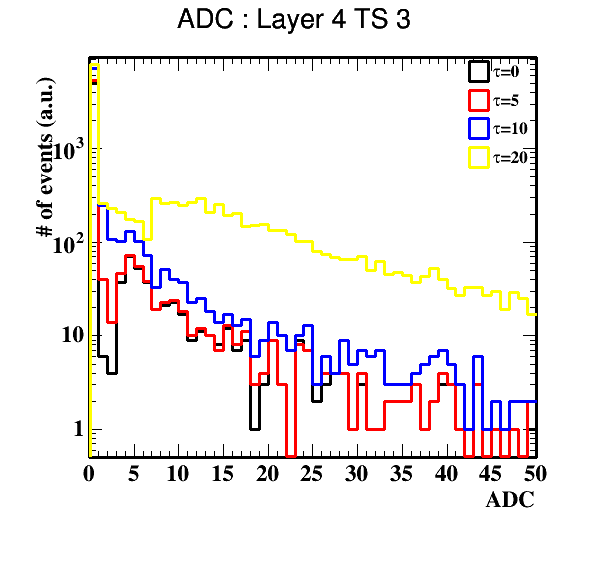 ADC : Layer 4 TS 3
# of events (a.u.)
10³
10²
10
1
τ=0
τ=5
τ=10
τ=20
0 5 10 15 20 25 30 35 40 45 50
ADC